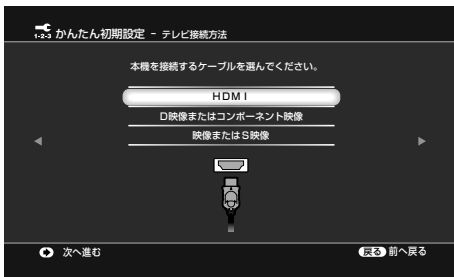 1-2-3 かんたん初期設定 - テレビ接続方法
本機を接続するケーブルを選んでください。
HDMI
D映像またはコンポーネント映像
映像またはS映像
次へ進む
戻る 前へ戻る